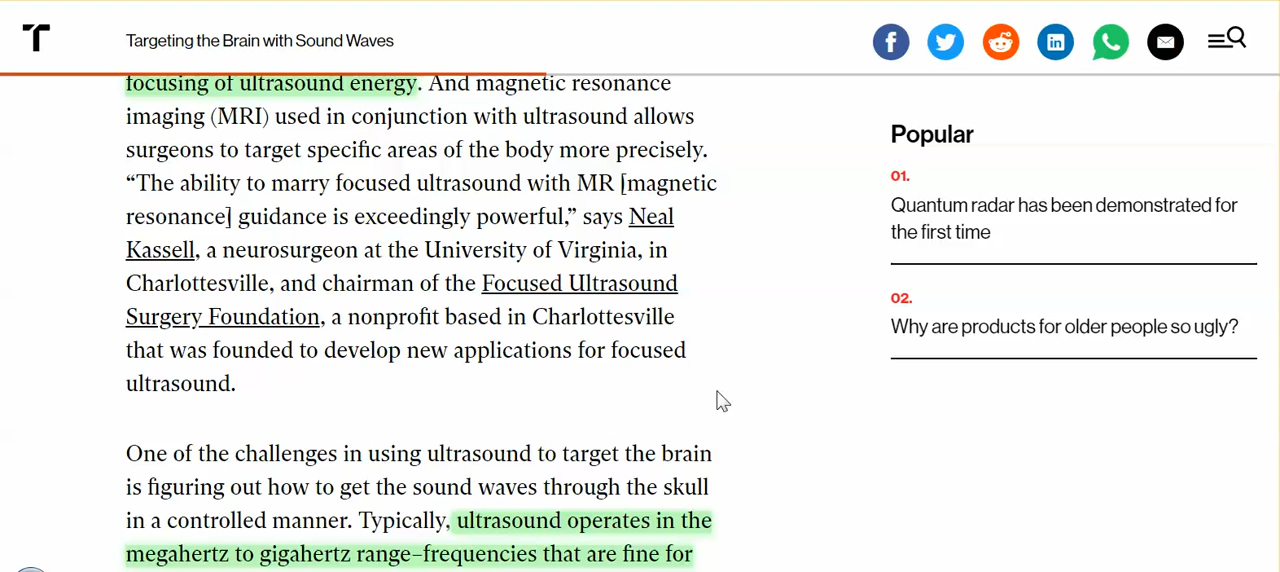 Targeting the Brain with Sound Waves
focusing of ultrasound energy. And magnetic resonance
imaging (MRI) used in conjunction with ultrasound allows
surgeons to target specific areas of the body more precisely.
“The ability to marry focused ultrasound with MR [magnetic
resonance] guidance is exceedingly powerful,” says Neal
Kassell, a neurosurgeon at the University of Virginia, in
Charlottesville, and chairman of the Focused Ultrasound
Surgery Foundation, a nonprofit based in Charlottesville
that was founded to develop new applications for focused
ultrasound.
One of the challenges in using ultrasound to target the brain
is figuring out how to get the sound waves through the skull
in a controlled manner. Typically, ultrasound operates in the
megahertz to gigahertz range–frequencies that are fine for
Popular
01.
Quantum radar has been demonstrated for
the first time
02.
Why are products for older people so ugly?